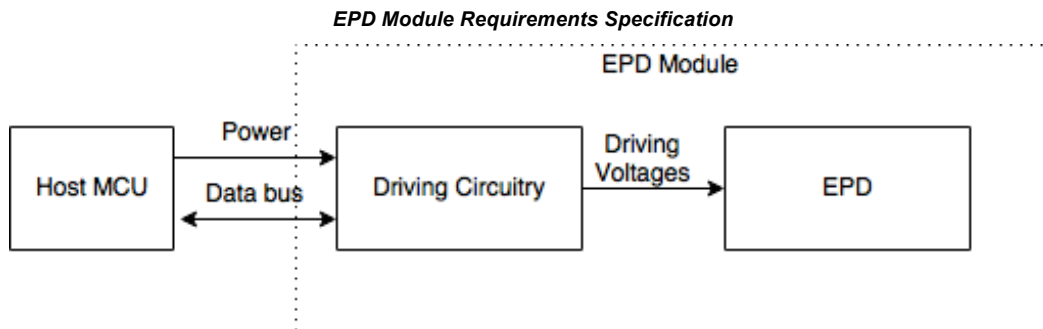 EPD Module Requirements Specification
EPD Module
Power
Host MCU
Data bus
Driving Circuitry
Driving
Voltages
EPD